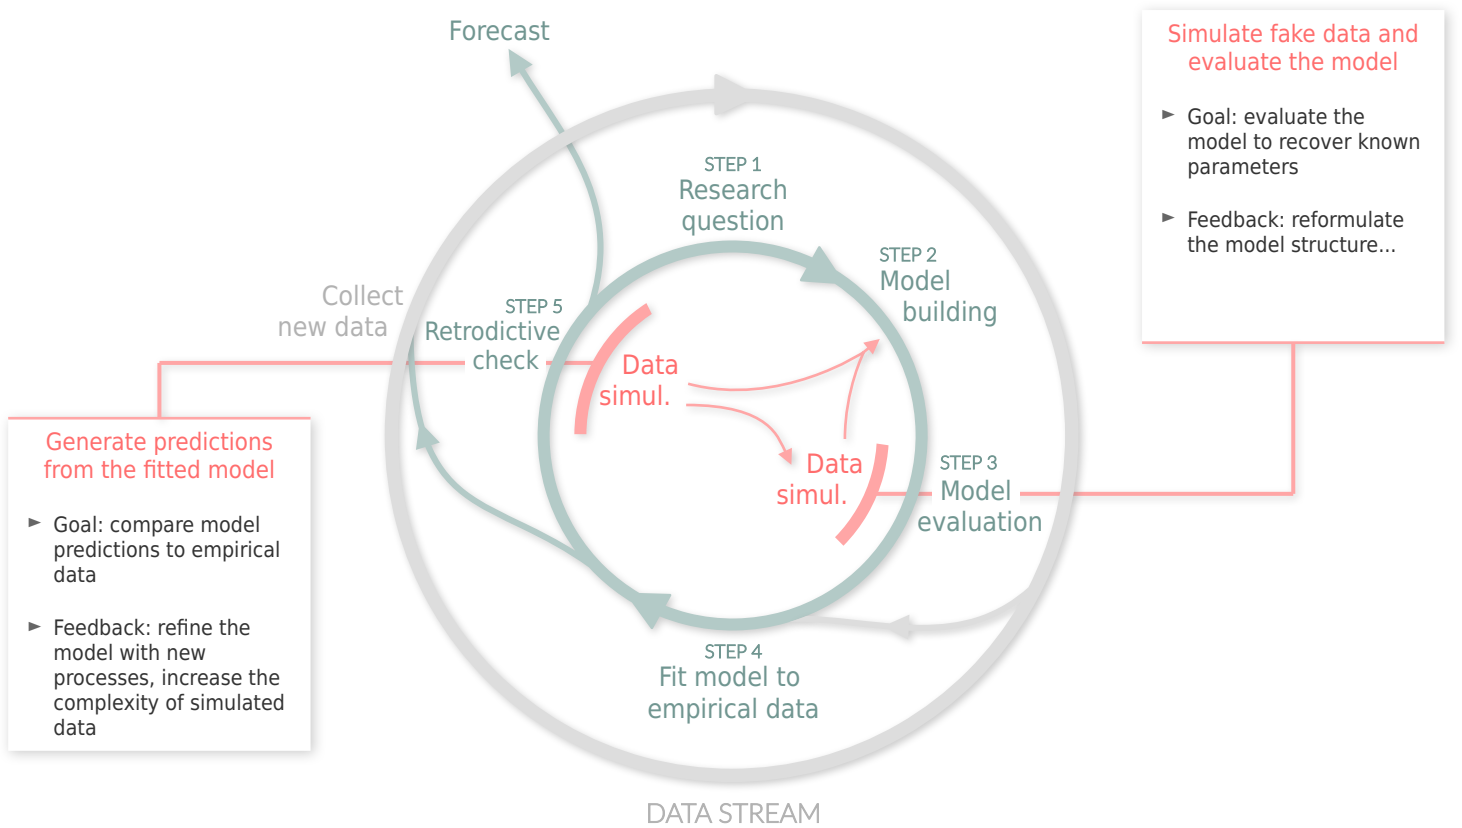 Forecast
Simulate fake data and
evaluate the model
► Goal: evaluate the
model to recover known
parameters
► Feedback: reformulate
the model structure...
STEP 1
Research
question
STEP 2
Model
building
Collect
new data
STEP 5
Retrodictive
check
Data
simul.
Data
simul.
STEP 3
Model
evaluation
Generate predictions
from the fitted model
► Goal: compare model
predictions to empirical
data
► Feedback: refine the
model with new
processes, increase the
complexity of simulated
data
STEP 4
Fit model to
empirical data
DATA STREAM